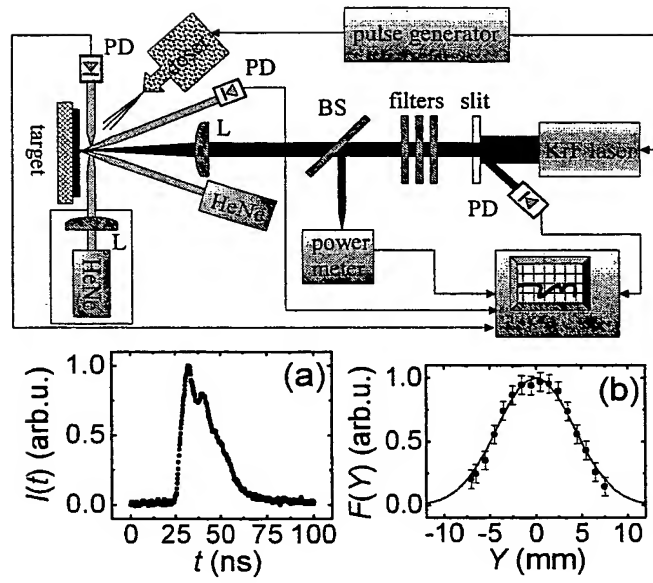 pulse generator
PD
PD
L
BS
filters
slit
KrF laser
target
HeNe
PD
L
HeNe
power
meter
(a)
I(t) (arb.u.)
1.0
0.5
0.0
0
25
50
75
100
t (ns)
(b)
F(Y) (arb.u.)
1.0
0.5
0.0
-10
-5
0
5
10
Y (mm)